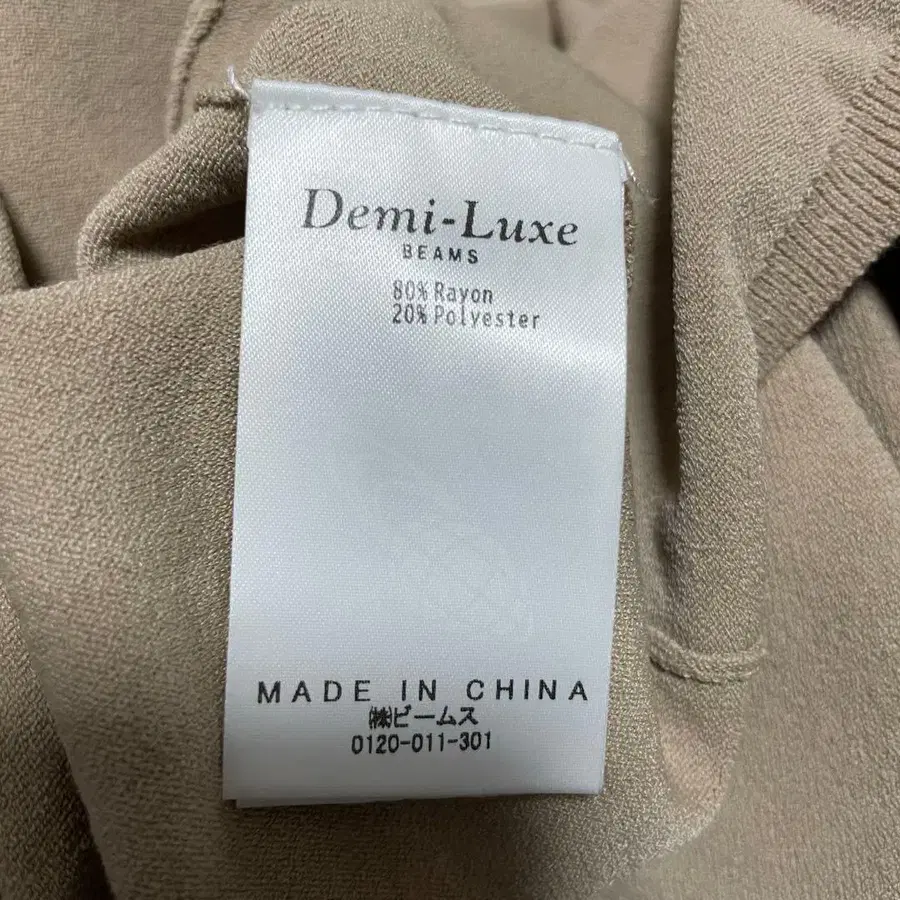 Demi-Luxe
BEAMS
80% Rayon
20% Polyester
MADE IN CHINA
㈱ビームス
0120-011-301